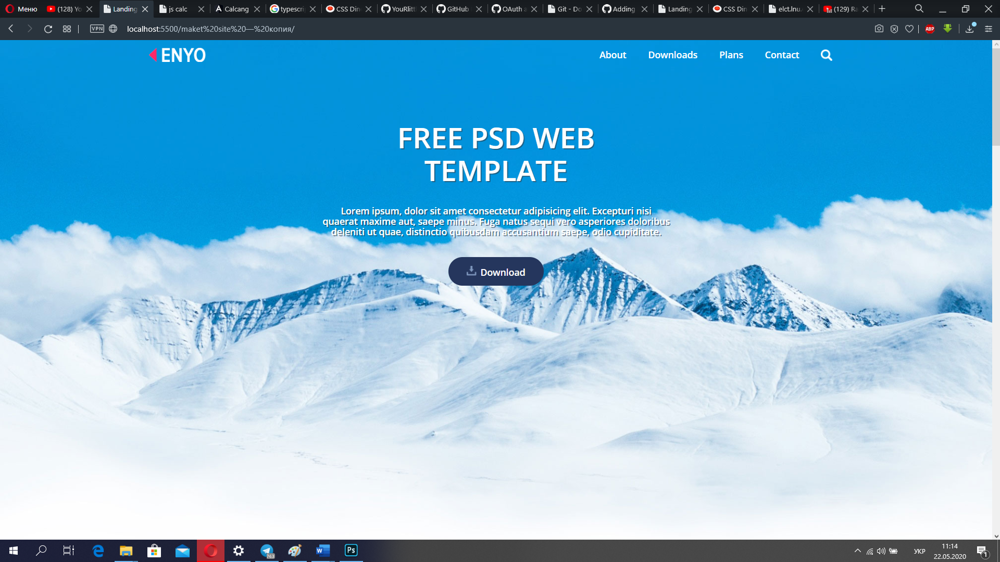 Меню
(128) Yo
Landing
js calc
Calcang
typescri
CSS Din
YouRlitt
GitHub
OAuth a
Git - Do
Adding
Landing
CSS Din
elct.lnu.
(129) Ra
VPN
localhost:5500/maket%20site%20—%20копия/
ABP
ENYO
About
Downloads
Plans
Contact
FREE PSD WEB
TEMPLATE
Lorem ipsum, dolor sit amet consectetur adipisicing elit. Excepturi nisi
quaerat maxime aut, saepe minus. Fuga natus sequi vero asperiores doloribus
deleniti ut quae, distinctio quibusdam accusantium saepe, odio cupiditate.
Download
763
Ps
УКР
11:14
22.05.2020
1